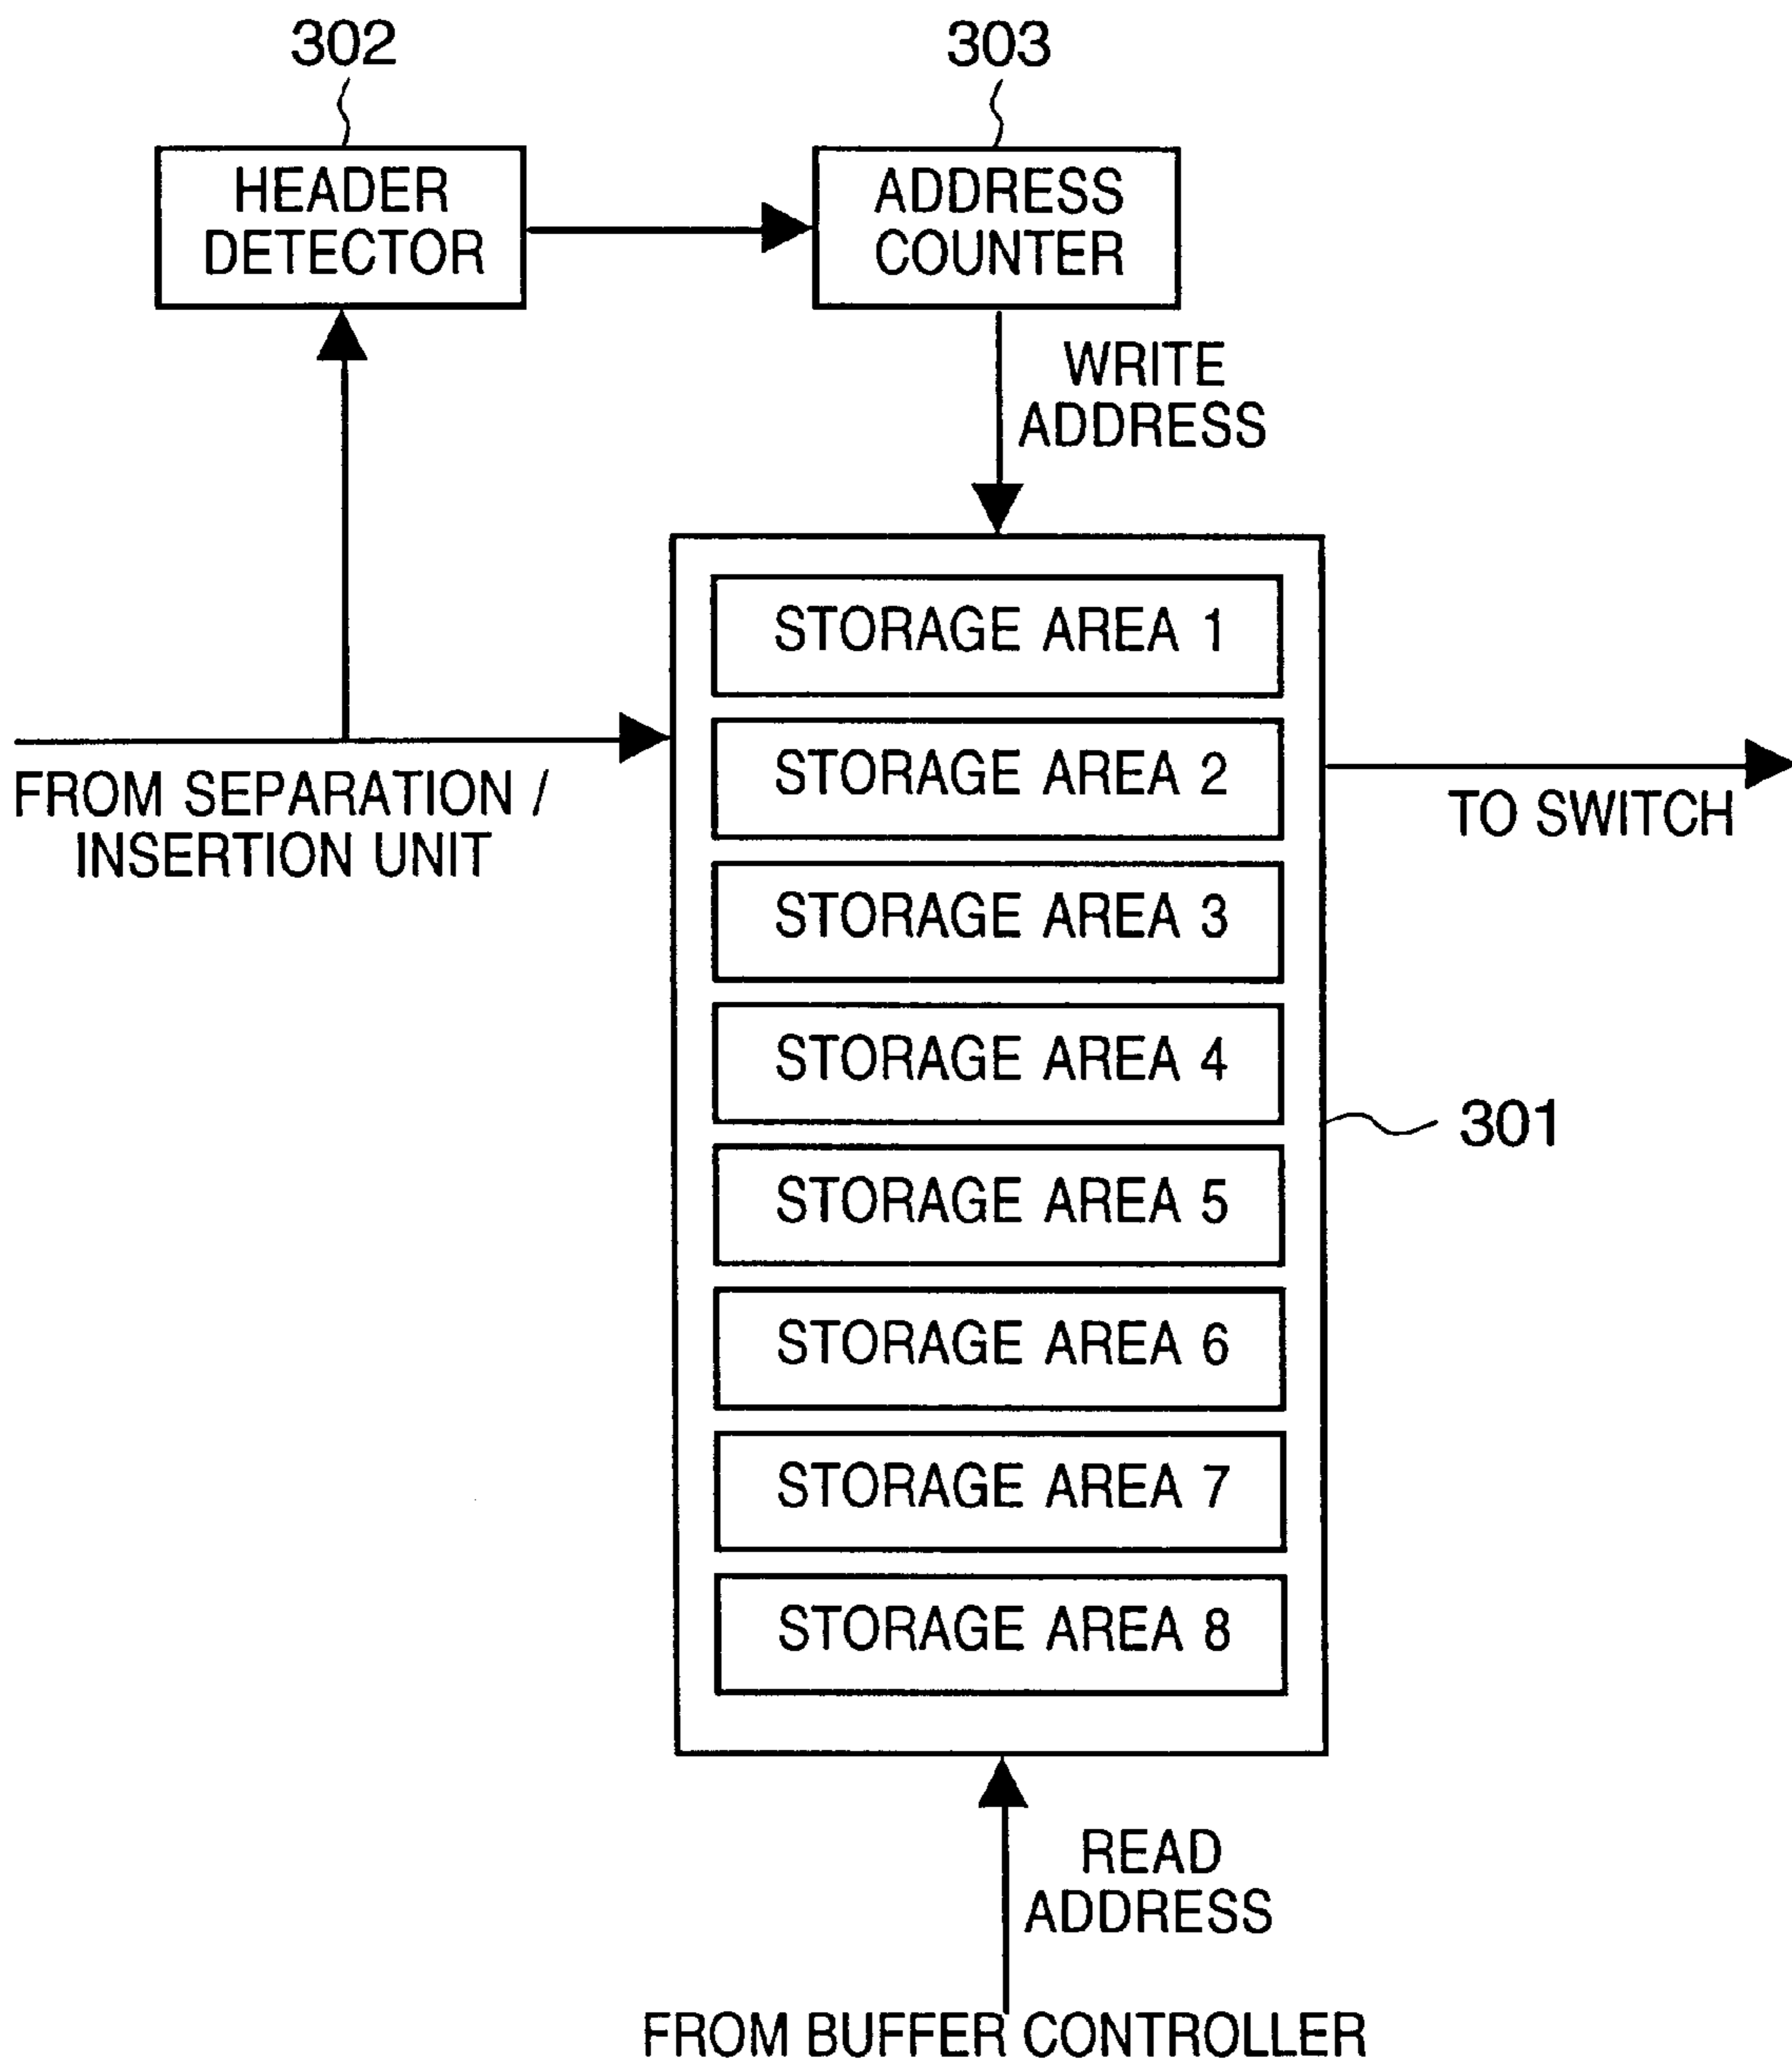 302
303
HEADER
DETECTOR
ADDRESS
COUNTER
WRITE
ADDRESS
STORAGE AREA 1
STORAGE AREA 2
FROM SEPARATION /
INSERTION UNIT
TO SWITCH
STORAGE AREA 3
STORAGE AREA 4
301
STORAGE AREA 5
STORAGE AREA 6
STORAGE AREA 7
STORAGE AREA 8
READ
ADDRESS
FROM BUFFER CONTROLLER